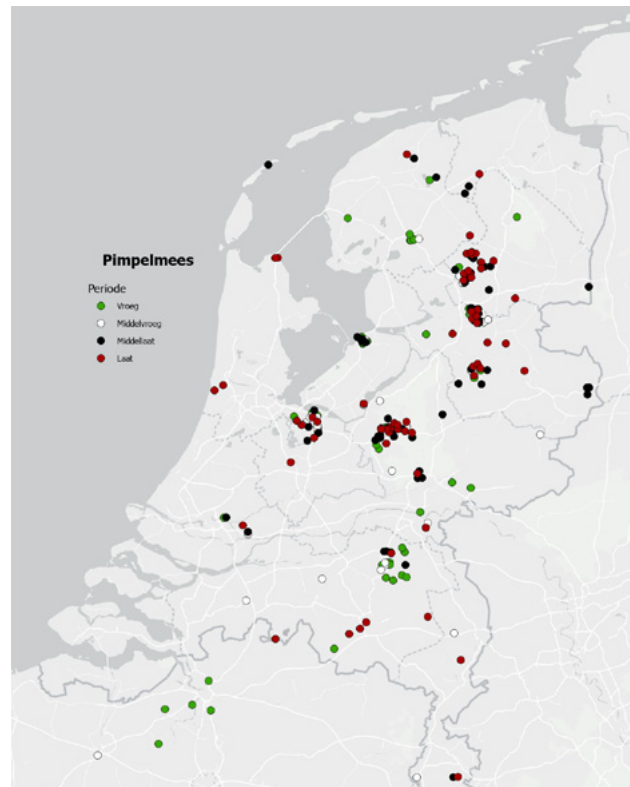 Pimpelmees
Periode
Vroeg
Middelvroeg
Middellaat
Laat